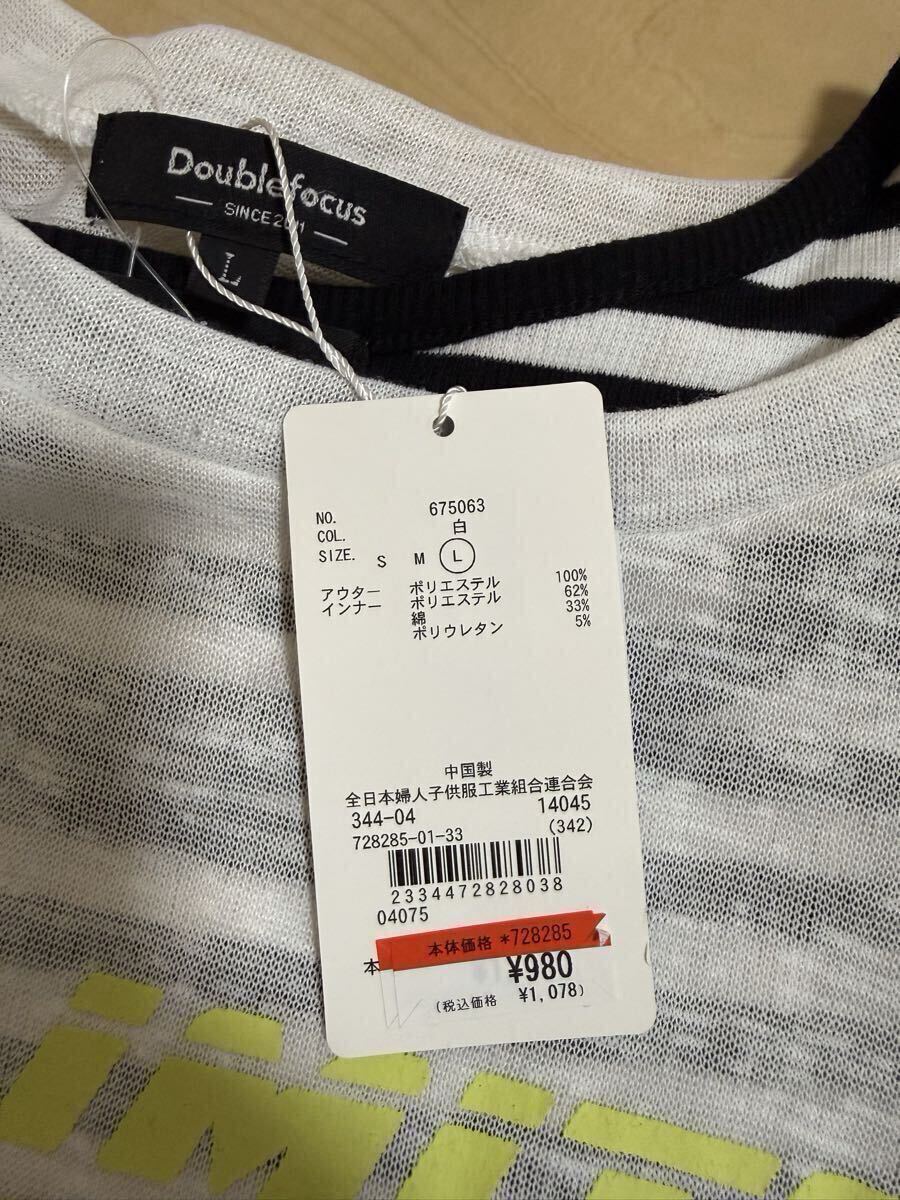 Doublefocus
SINCE 2011
L
NO. 675063
COL. 白
SIZE. S M L
アウター ポリエステル 100%
インナー ポリエステル 62%
綿 33%
ポリウレタン 5%
中国製
全日本婦人子供服工業組合連合会
344-04 14045
728285-01-33 (342)
2334472828038
04075
本体価格 *728285
本
¥980
(税込価格 ¥1,078)